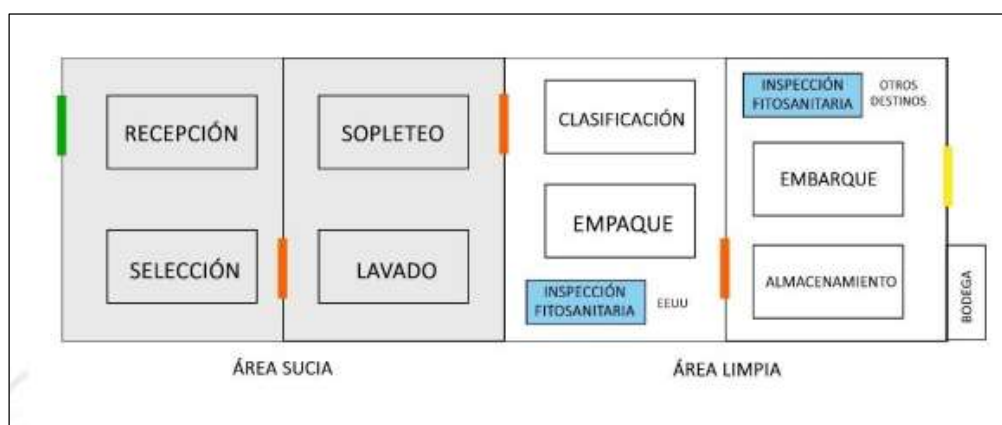 RECEPCIÓN
SELECCIÓN
SOPLETEO
LAVADO
CLASIFICACIÓN
EMPAQUE
INSPECCIÓN
FITOSANITARIA
EEUU
INSPECCIÓN
FITOSANITARIA
OTROS
DESTINOS
EMBARQUE
ALMACENAMIENTO
BODEGA
ÁREA SUCIA
ÁREA LIMPIA